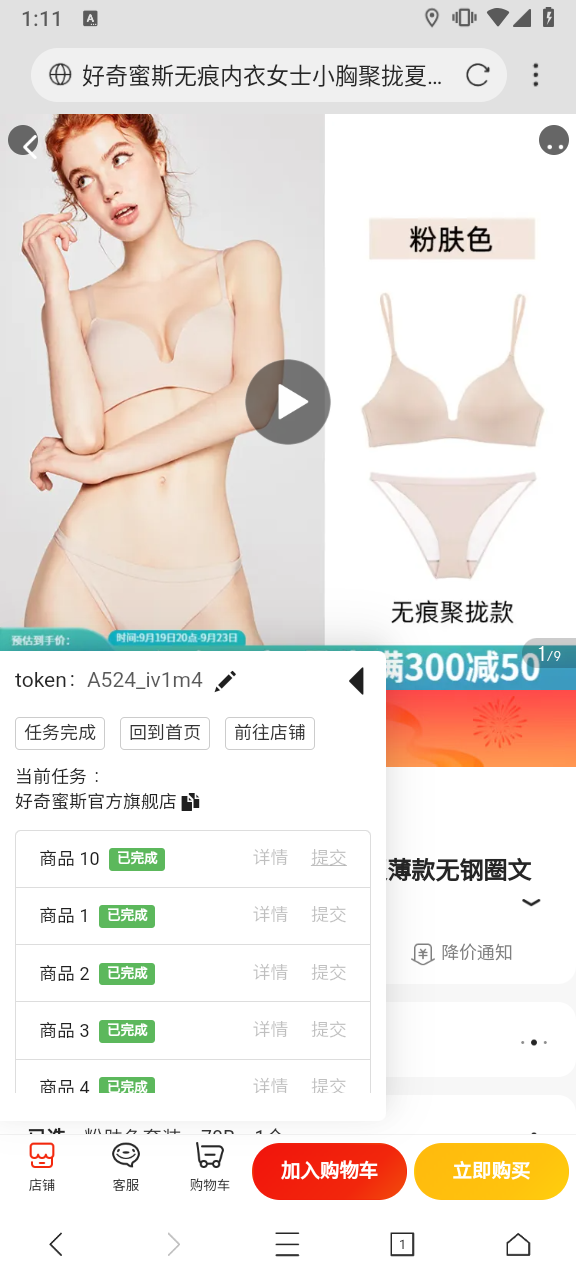 1:11 A
好奇蜜斯无痕内衣女士小胸聚拢夏...
粉肤色
无痕聚拢款
预估到手价: 时间:9月19日20点-9月23日
1/9
满300减50
token: A524_iv1m4
任务完成 回到首页 前往店铺
当前任务:
好奇蜜斯官方旗舰店
商品 10 已完成 详情 提交
薄款无钢圈文
商品 1 已完成 详情 提交
降价通知
商品 2 已完成 详情 提交
商品 3 已完成 详情 提交
商品 4 已完成 详情 提交
店铺 客服 购物车 加入购物车 立即购买
1